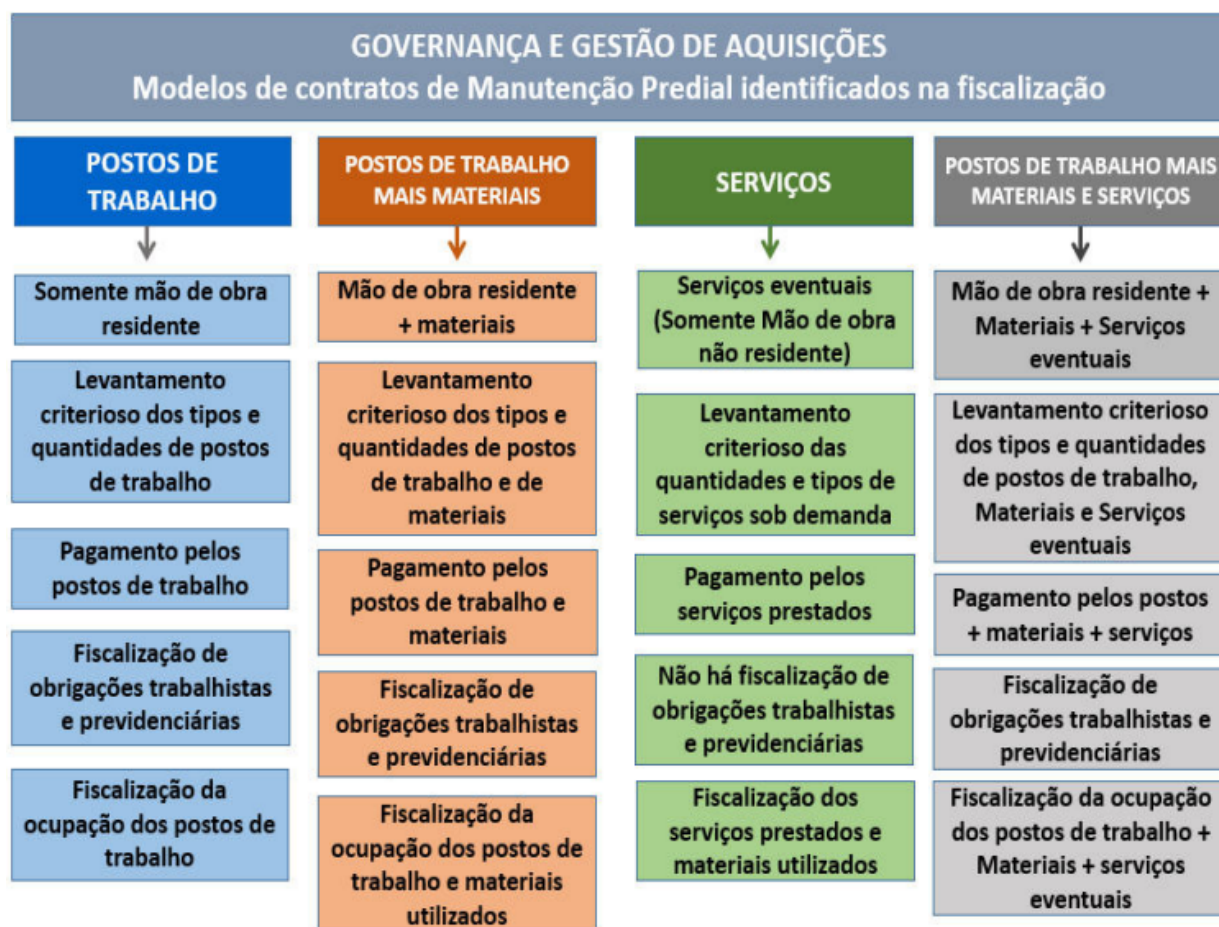 GOVERNANÇA E GESTÃO DE AQUISIÇÕES
Modelos de contratos de Manutenção Predial identificados na fiscalização
POSTOS DE
TRABALHO
Somente mão de obra
residente
Levantamento
criterioso dos tipos e
quantidades de postos
de trabalho
Pagamento pelos
postos de trabalho
Fiscalização de
obrigações trabalhistas
e previdenciárias
Fiscalização da
ocupação dos postos de
trabalho
POSTOS DE TRABALHO
MAIS MATERIAIS
Mão de obra residente
+ materiais
Levantamento
criterioso dos tipos e
quantidades de postos
de trabalho e de
materiais
Pagamento pelos
postos de trabalho e
materiais
Fiscalização de
obrigações trabalhistas
e previdenciárias
Fiscalização da
ocupação dos postos de
trabalho e materiais
utilizados
SERVIÇOS
Serviços eventuais
(Somente Mão de obra
não residente)
Levantamento
criterioso das
quantidades e tipos de
serviços sob demanda
Pagamento pelos
serviços prestados
Não há fiscalização de
obrigações trabalhistas
e previdenciárias
Fiscalização dos
serviços prestados e
materiais utilizados
POSTOS DE TRABALHO MAIS
MATERIAIS E SERVIÇOS
Mão de obra residente +
Materiais + Serviços
eventuais
Levantamento criterioso
dos tipos e quantidades
de postos de trabalho,
Materiais e Serviços
eventuais
Pagamento pelos postos
+ materiais + serviços
Fiscalização de
obrigações trabalhistas e
previdenciárias
Fiscalização da ocupação
dos postos de trabalho +
Materiais + serviços
eventuais